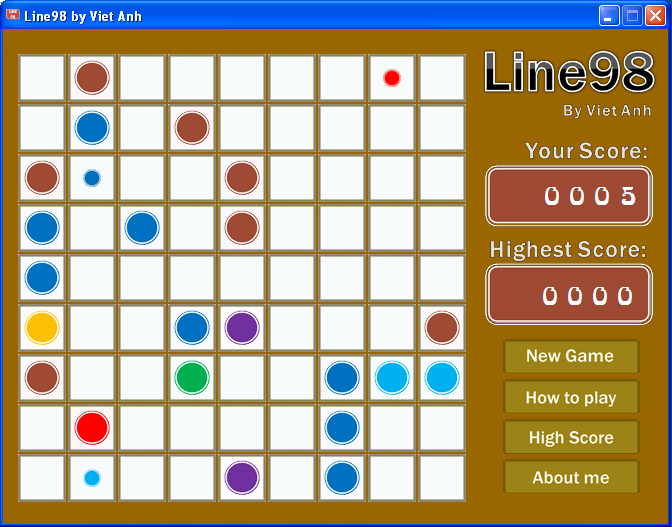 Line98 by Viet Anh
Line98
By Viet Anh
Your Score:
0005
Highest Score:
0000
New Game
How to play
High Score
About me